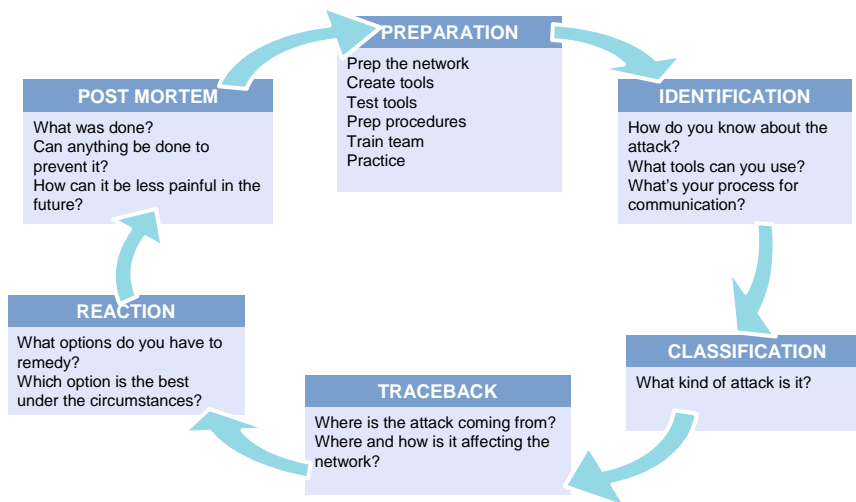 PREPARATION
Prep the network
Create tools
Test tools
Prep procedures
Train team
Practice
IDENTIFICATION
How do you know about the
attack?
What tools can you use?
What's your process for
communication?
CLASSIFICATION
What kind of attack is it?
TRACEBACK
Where is the attack coming from?
Where and how is it affecting the
network?
REACTION
What options do you have to
remedy?
Which option is the best
under the circumstances?
POST MORTEM
What was done?
Can anything be done to
prevent it?
How can it be less painful in the
future?